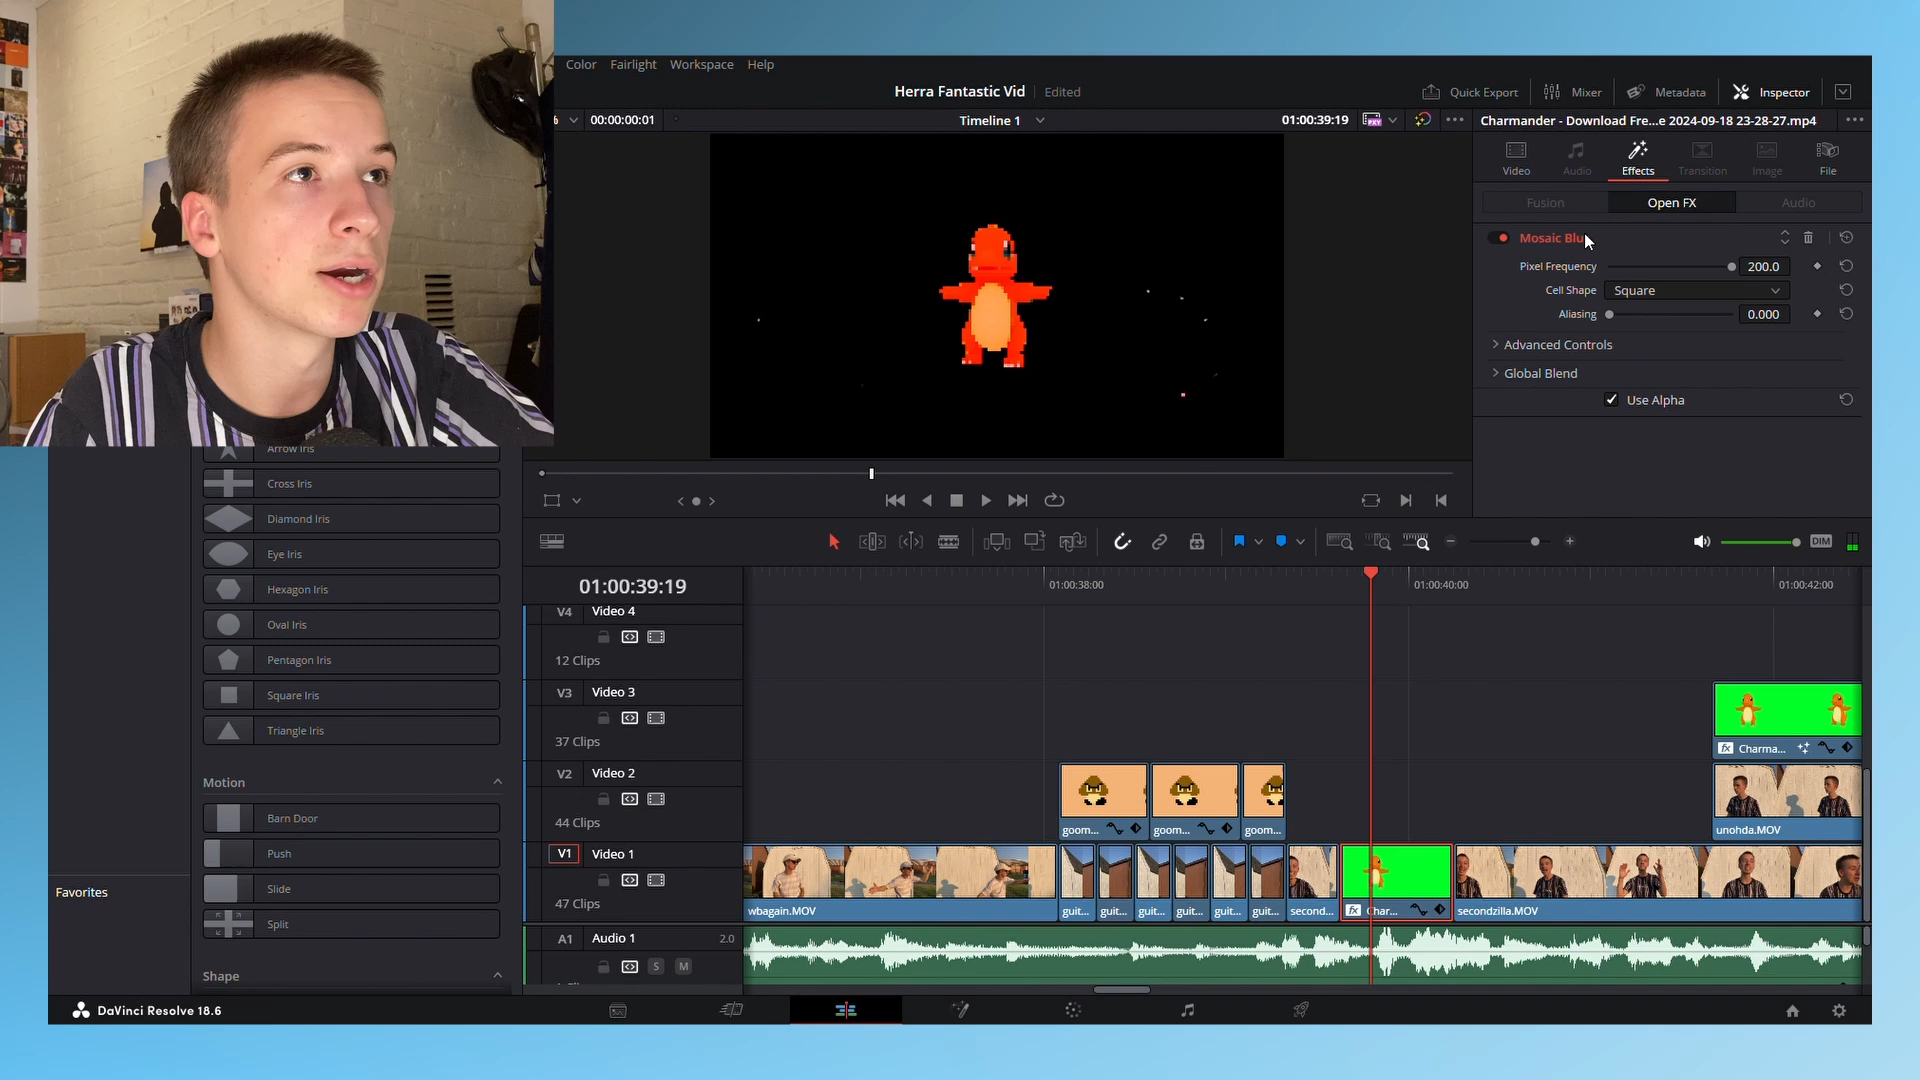 Color Fairlight Workspace Help
Herra Fantastic Vid Edited
Quick Export Mixer Metadata Inspector
% 00:00:00:01 Timeline 1 01:00:39:19
Charmander - Download Fre...e 2024-09-18 23-28-27.mp4
Video Audio Effects Transition Image File
Fusion Open FX Audio
Mosaic Blu
Pixel Frequency 200.0
Cell Shape Square
Aliasing 0.000
Advanced Controls
Global Blend
Use Alpha
Arrow Iris
Cross Iris
Diamond Iris
Eye Iris
Hexagon Iris
Oval Iris
Pentagon Iris
Square Iris
Triangle Iris
Motion
Barn Door
Push
Slide
Split
Shape
Favorites
DIM
01:00:39:19
01:00:38:00 01:00:40:00 01:00:42:00
V4 Video 4
12 Clips
V3 Video 3
37 Clips
fx Charma...
V2 Video 2
44 Clips
goom... goom... goom... unohda.MOV
V1 Video 1
47 Clips
wbagain.MOV guit... guit... guit... guit... guit... guit... second... fx Char... secondzilla.MOV
A1 Audio 1 2.0
S M
DaVinci Resolve 18.6